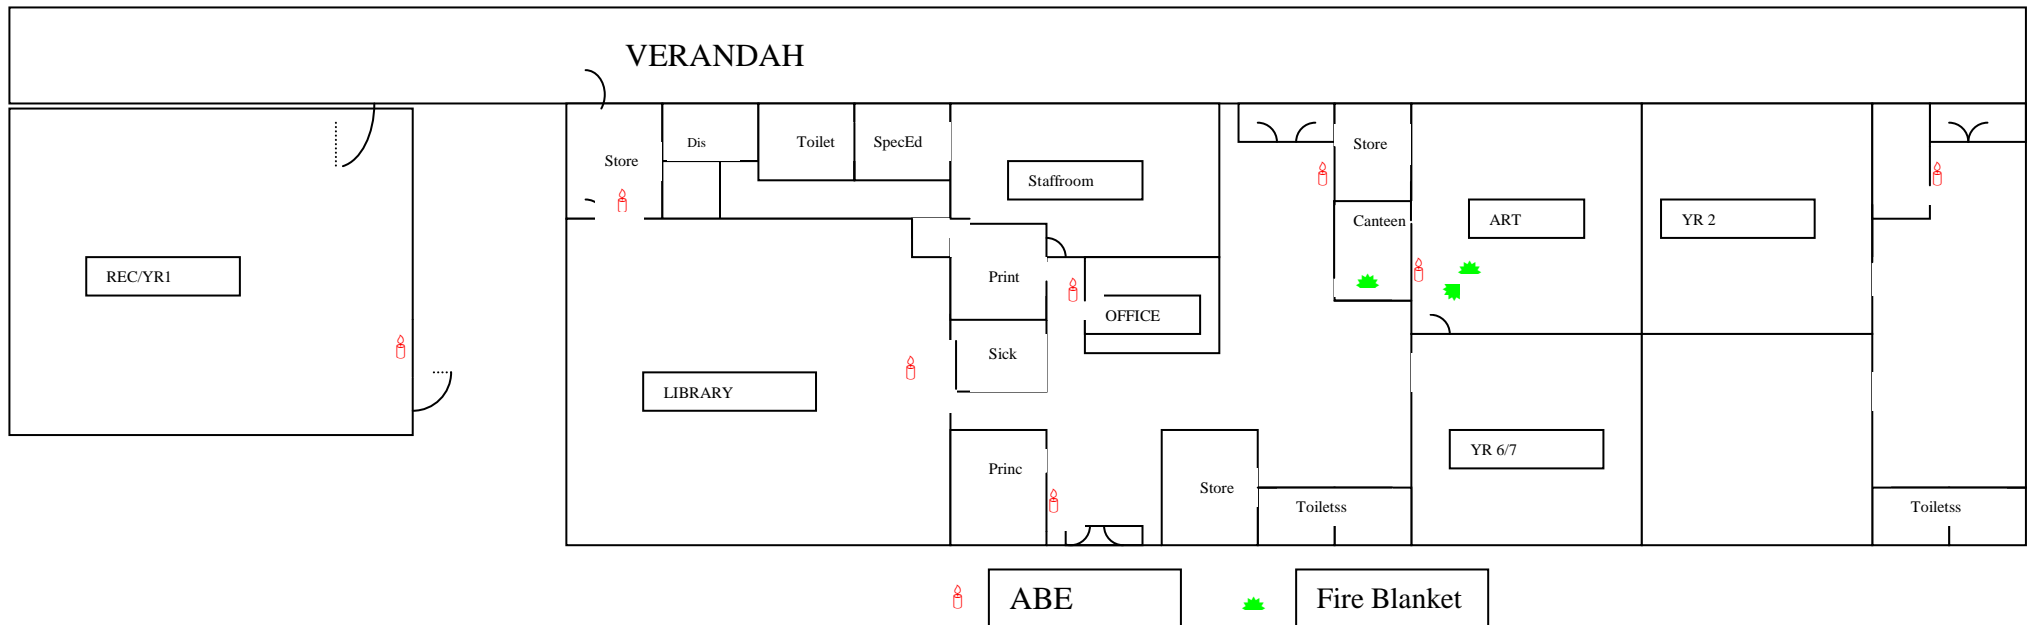 VERANDAH
Dis
Toilet
SpecEd
Store
Store
Staffroom
Canteen
ART
YR 2
REC/YR1
Print
OFFICE
Sick
LIBRARY
YR 6/7
Princ
Store
Toiletss
Toiletss
ABE
Fire Blanket